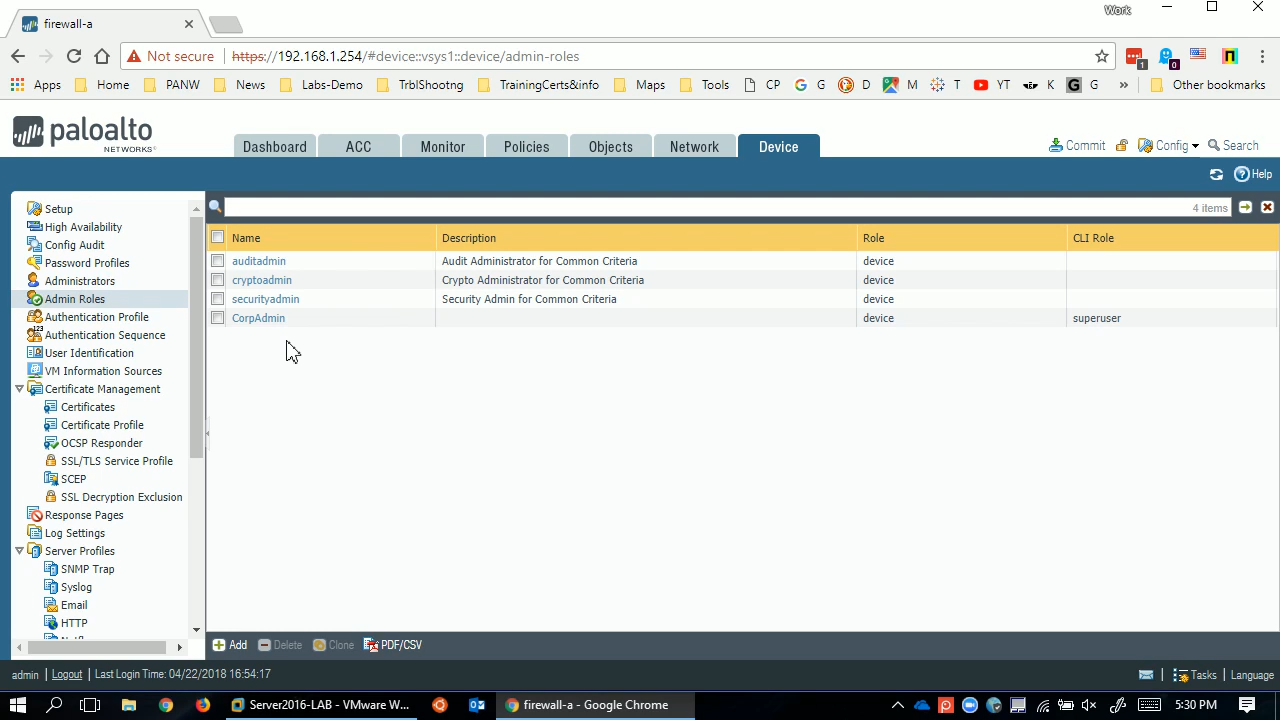 firewall-a
Work
Not secure
https://192.168.1.254/#device::vsys1::device/admin-roles
1
0
Apps
Home
PANW
News
Labs-Demo
TrblShootng
TrainingCerts&info
Maps
Tools
CP
G
D
M
T
YT
K
G
»
Other bookmarks
paloalto
NETWORKS®
Dashboard
ACC
Monitor
Policies
Objects
Network
Device
Commit
Config
Search
Help
4 items
Setup
High Availability
Config Audit
Password Profiles
Administrators
Admin Roles
Authentication Profile
Authentication Sequence
User Identification
VM Information Sources
Certificate Management
Certificates
Certificate Profile
OCSP Responder
SSL/TLS Service Profile
SCEP
SSL Decryption Exclusion
Response Pages
Log Settings
Server Profiles
SNMP Trap
Syslog
Email
HTTP
Name Description Role CLI Role
auditadmin Audit Administrator for Common Criteria device
cryptoadmin Crypto Administrator for Common Criteria device
securityadmin Security Admin for Common Criteria device
CorpAdmin device superuser
Add
Delete
Clone
PDF/CSV
admin
Logout
Last Login Time: 04/22/2018 16:54:17
Tasks
Language
Server2016-LAB - VMware W...
firewall-a - Google Chrome
5:30 PM